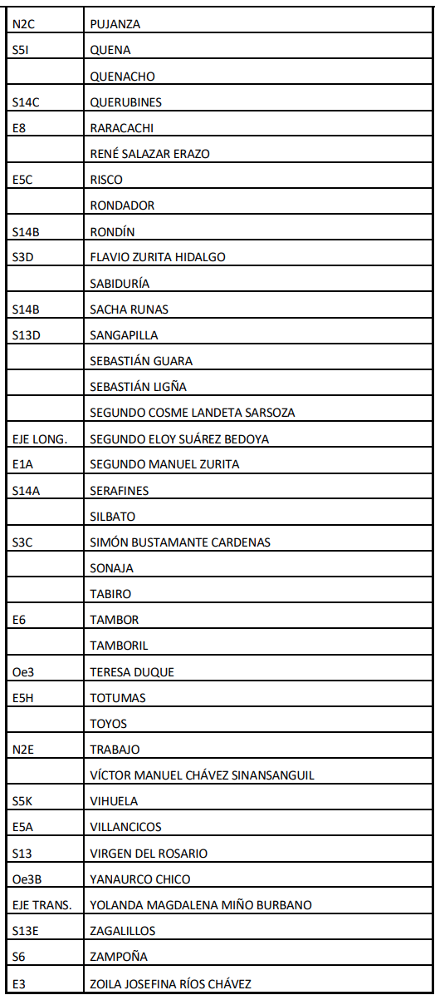 N2C PUJANZA
S5I QUENA
QUENACHO
S14C QUERUBINES
E8 RARACACHI
RENÉ SALAZAR ERAZO
E5C RISCO
RONDADOR
S14B RONDÍN
S3D FLAVIO ZURITA HIDALGO
SABIDURÍA
S14B SACHA RUNAS
S13D SANGAPILLA
SEBASTIÁN GUARA
SEBASTIÁN LIGÑA
SEGUNDO COSME LANDETA SARSOZA
EJE LONG. SEGUNDO ELOY SUÁREZ BEDOYA
E1A SEGUNDO MANUEL ZURITA
S14A SERAFINES
SILBATO
S3C SIMÓN BUSTAMANTE CARDENAS
SONAJA
TABIRO
E6 TAMBOR
TAMBORIL
Oe3 TERESA DUQUE
E5H TOTUMAS
TOYOS
N2E TRABAJO
VÍCTOR MANUEL CHÁVEZ SINANSANGUIL
S5K VIHUELA
E5A VILLANCICOS
S13 VIRGEN DEL ROSARIO
Oe3B YANAURCO CHICO
EJE TRANS. YOLANDA MAGDALENA MIÑO BURBANO
S13E ZAGALILLOS
S6 ZAMPOÑA
E3 ZOILA JOSEFINA RÍOS CHÁVEZ